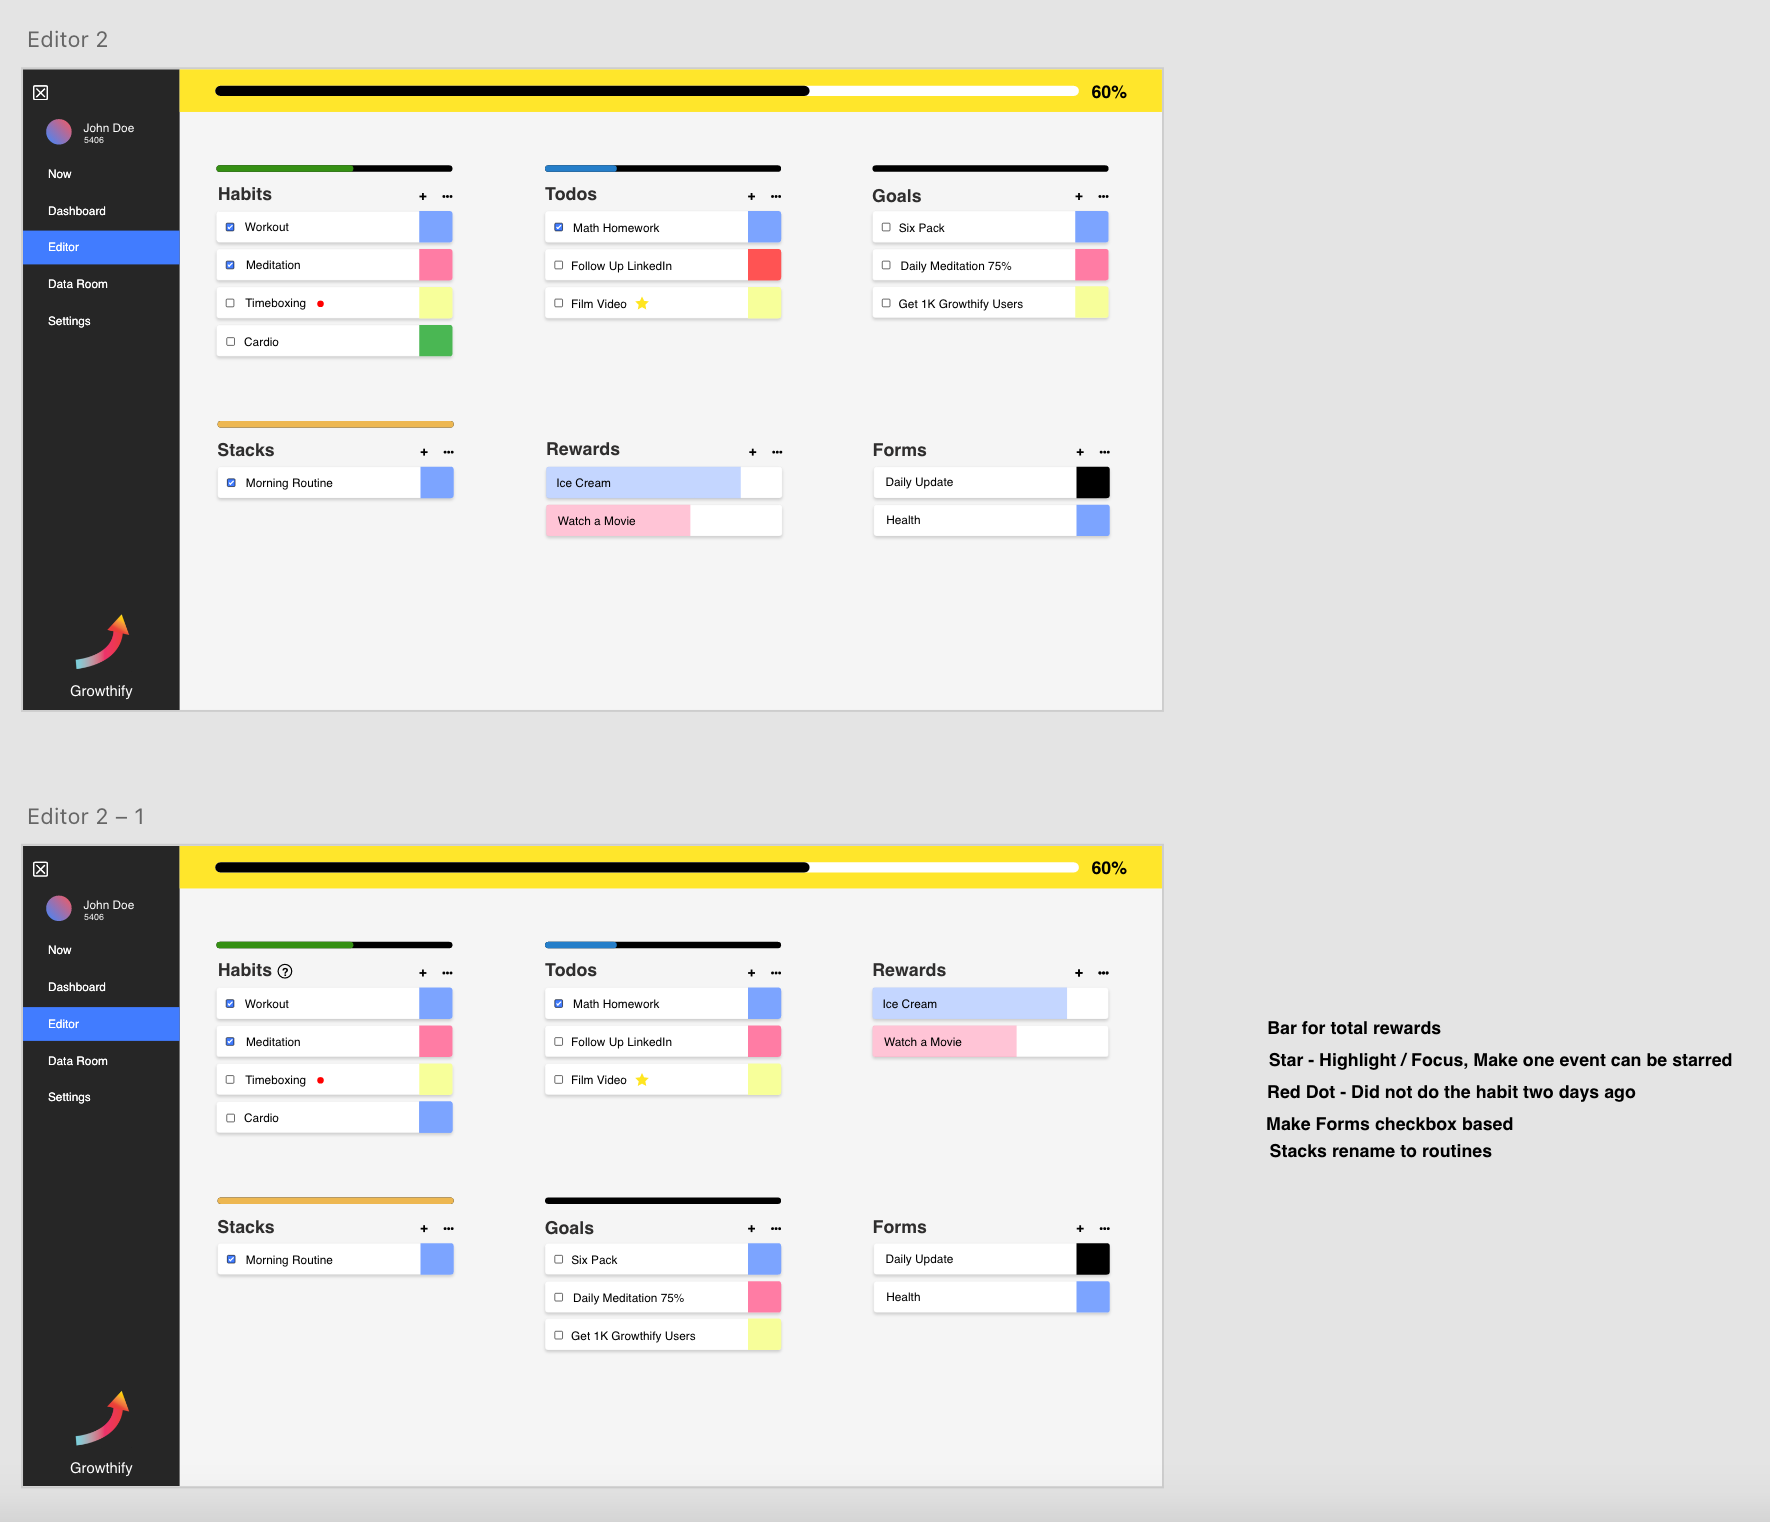 Editor 2
60%
John Doe
5406
Now
Dashboard
Editor
Data Room
Settings
Growthify
Habits + •••
Workout
Meditation
Timeboxing
Cardio
Todos + •••
Math Homework
Follow Up LinkedIn
Film Video
Goals + •••
Six Pack
Daily Meditation 75%
Get 1K Growthify Users
Stacks + •••
Morning Routine
Rewards + •••
Ice Cream
Watch a Movie
Forms + •••
Daily Update
Health
Editor 2 – 1
60%
John Doe
5406
Now
Dashboard
Editor
Data Room
Settings
Growthify
Habits ? + •••
Workout
Meditation
Timeboxing
Cardio
Todos + •••
Math Homework
Follow Up LinkedIn
Film Video
Rewards + •••
Ice Cream
Watch a Movie
Stacks + •••
Morning Routine
Goals + •••
Six Pack
Daily Meditation 75%
Get 1K Growthify Users
Forms + •••
Daily Update
Health
Bar for total rewards
Star - Highlight / Focus, Make one event can be starred
Red Dot - Did not do the habit two days ago
Make Forms checkbox based
Stacks rename to routines